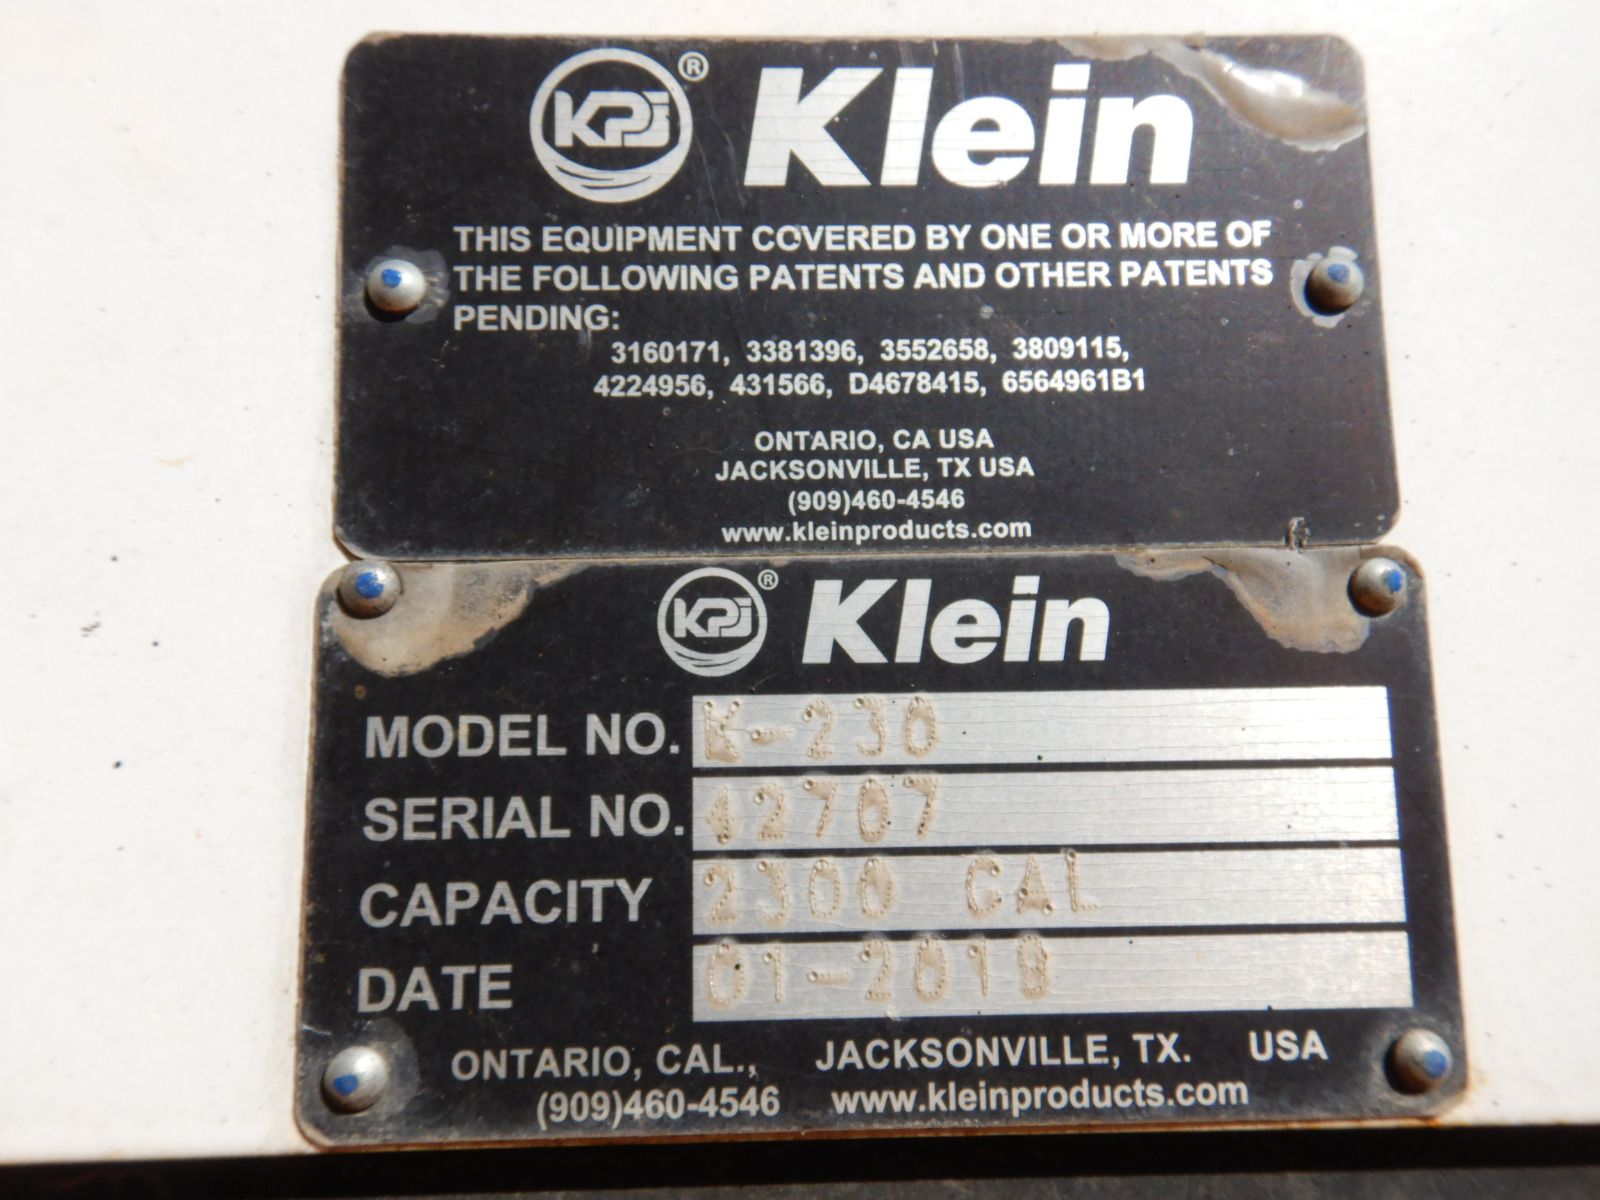 KPI® Klein
THIS EQUIPMENT COVERED BY ONE OR MORE OF
THE FOLLOWING PATENTS AND OTHER PATENTS
PENDING:
3160171, 3381396, 3552658, 3809115,
4224956, 431566, D4678415, 6564961B1
ONTARIO, CA USA
JACKSONVILLE, TX USA
(909)460-4546
www.kleinproducts.com
KPI® Klein
MODEL NO. K-230
SERIAL NO. 42707
CAPACITY 2300 GAL
DATE 01-2019
ONTARIO, CAL., JACKSONVILLE, TX. USA
(909)460-4546 www.kleinproducts.com